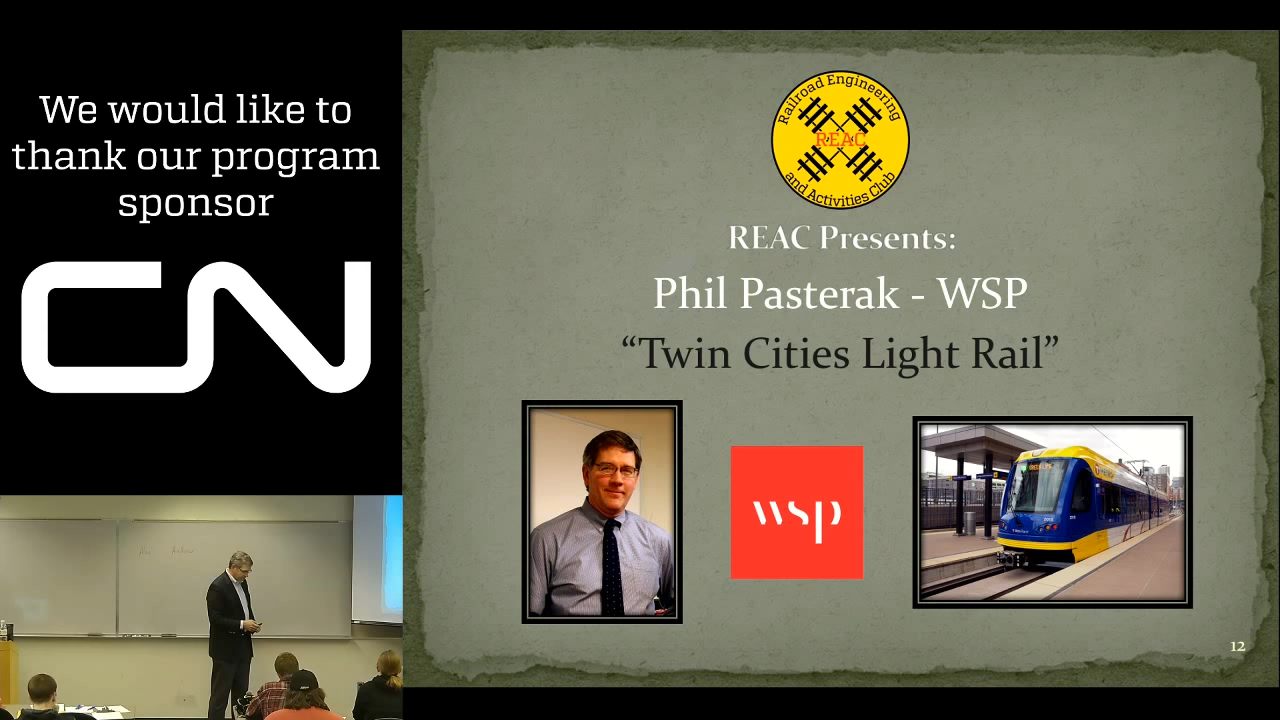 We would like to
thank our program
sponsor
CN
Railroad Engineering
REAC
and Activities Club
REAC Presents:
Phil Pasterak - WSP
“Twin Cities Light Rail”
wsp
12